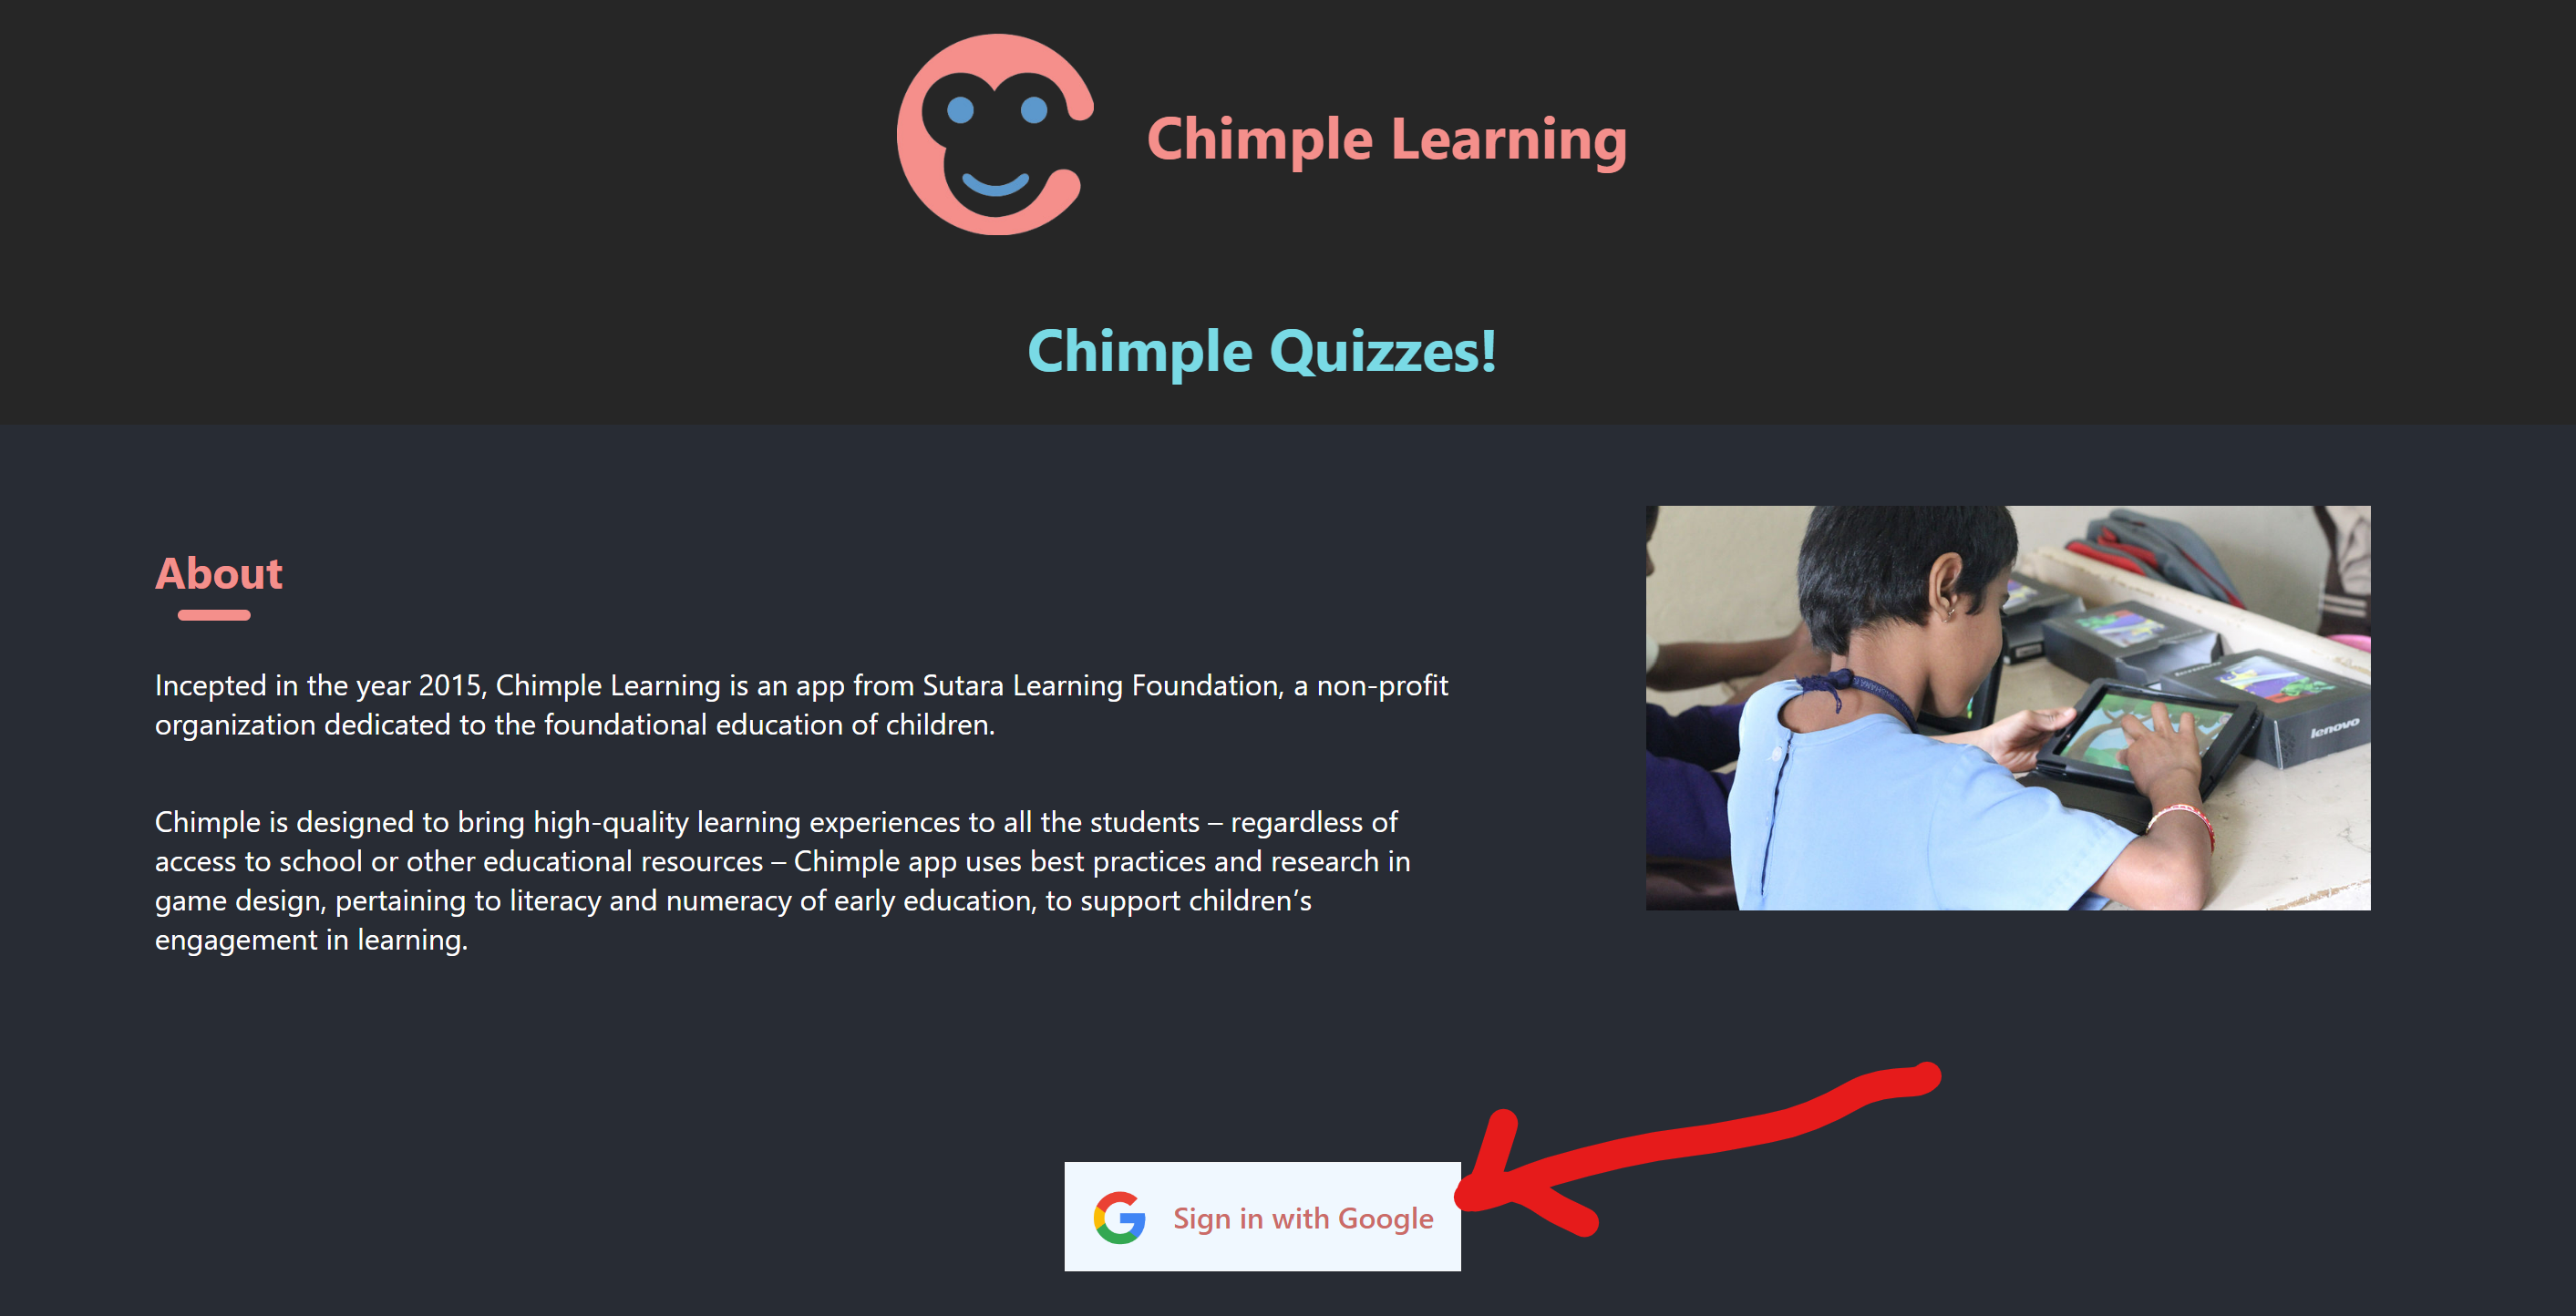 Chimple Learning
Chimple Quizzes!
About
Incepted in the year 2015, Chimple Learning is an app from Sutara Learning Foundation, a non-profit
organization dedicated to the foundational education of children.
Chimple is designed to bring high-quality learning experiences to all the students – regardless of
access to school or other educational resources – Chimple app uses best practices and research in
game design, pertaining to literacy and numeracy of early education, to support children’s
engagement in learning.
lenovo
Sign in with Google